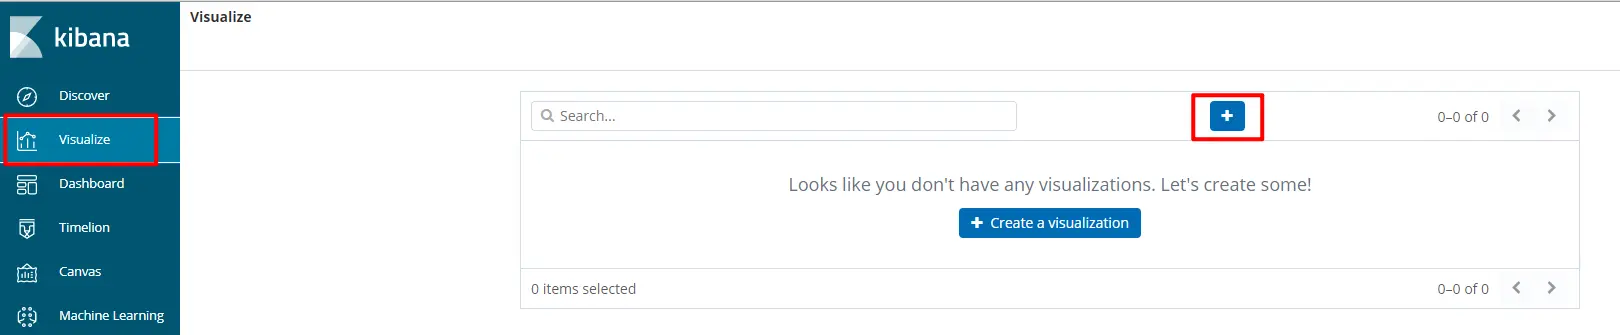 kibana
Discover
Visualize
Dashboard
Timelion
Canvas
Machine Learning
Visualize
Search...
0–0 of 0
Looks like you don't have any visualizations. Let's create some!
Create a visualization
0 items selected
0–0 of 0